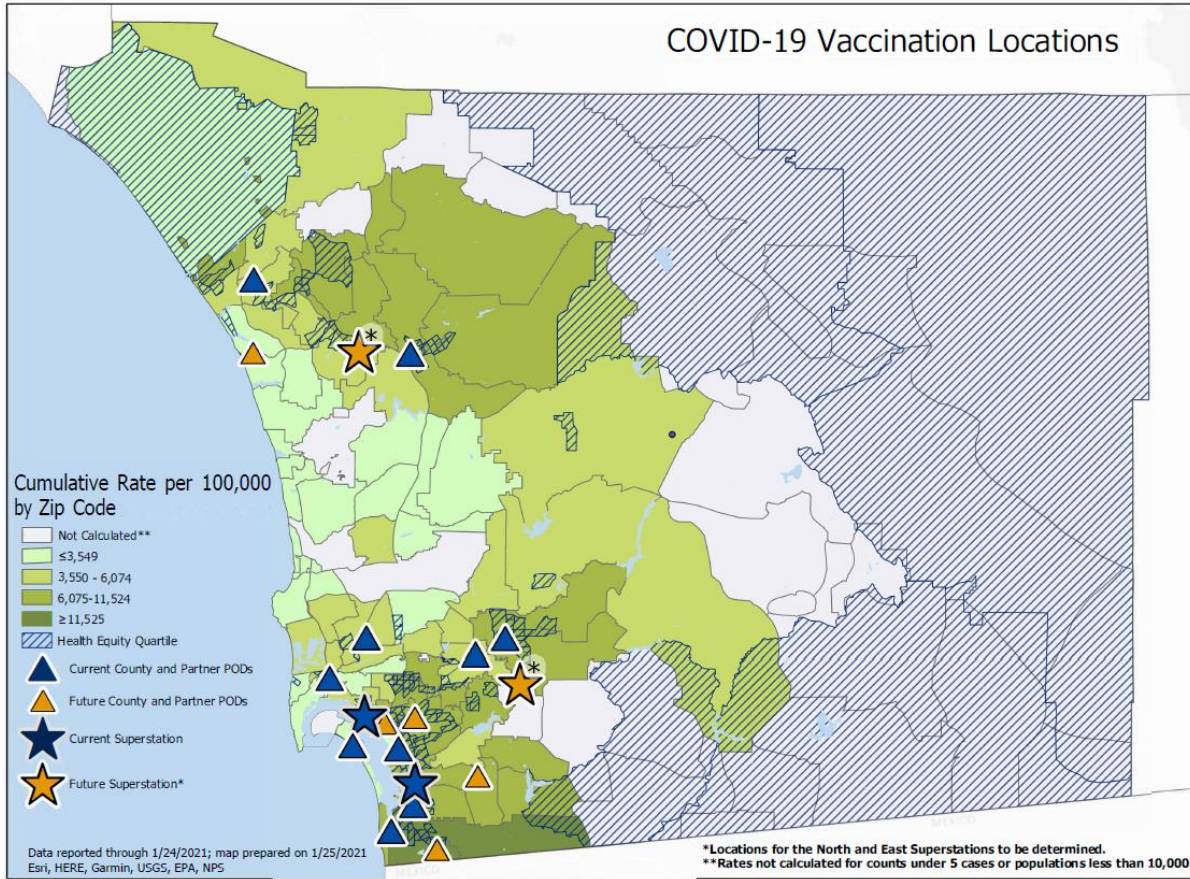 COVID-19 Vaccination Locations
*
*
Cumulative Rate per 100,000
by Zip Code
Not Calculated**
≤3,549
3,550 - 6,074
6,075-11,524
≥11,525
Health Equity Quartile
Current County and Partner PODs
Future County and Partner PODs
Current Superstation
Future Superstation*
MEXICO
MEXICO
Data reported through 1/24/2021; map prepared on 1/25/2021
Esri, HERE, Garmin, USGS, EPA, NPS
*Locations for the North and East Superstations to be determined.
**Rates not calculated for counts under 5 cases or populations less than 10,000